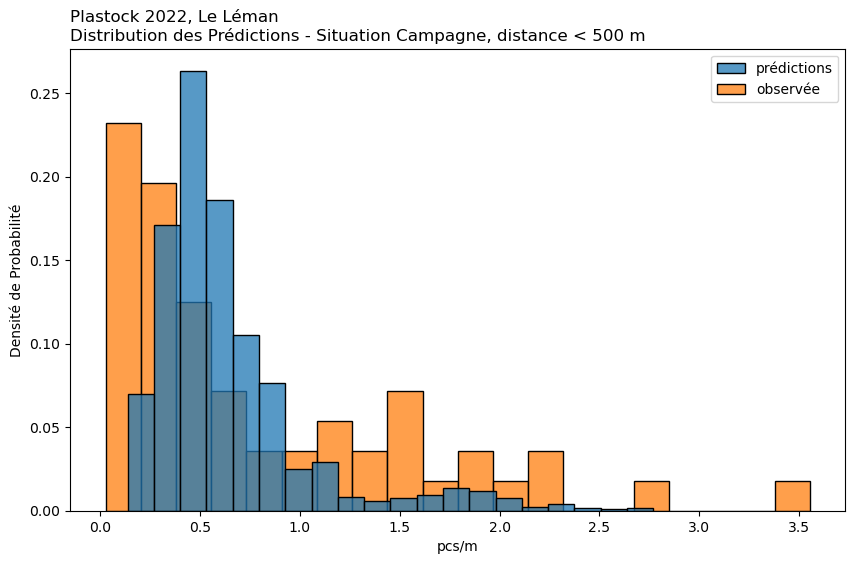 Plastock 2022, Le Léman
Distribution des Prédictions - Situation Campagne, distance < 500 m
prédictions
observée
Densité de Probabilité
0.25
0.20
0.15
0.10
0.05
0.00
0.0 0.5 1.0 1.5 2.0 2.5 3.0 3.5
pcs/m